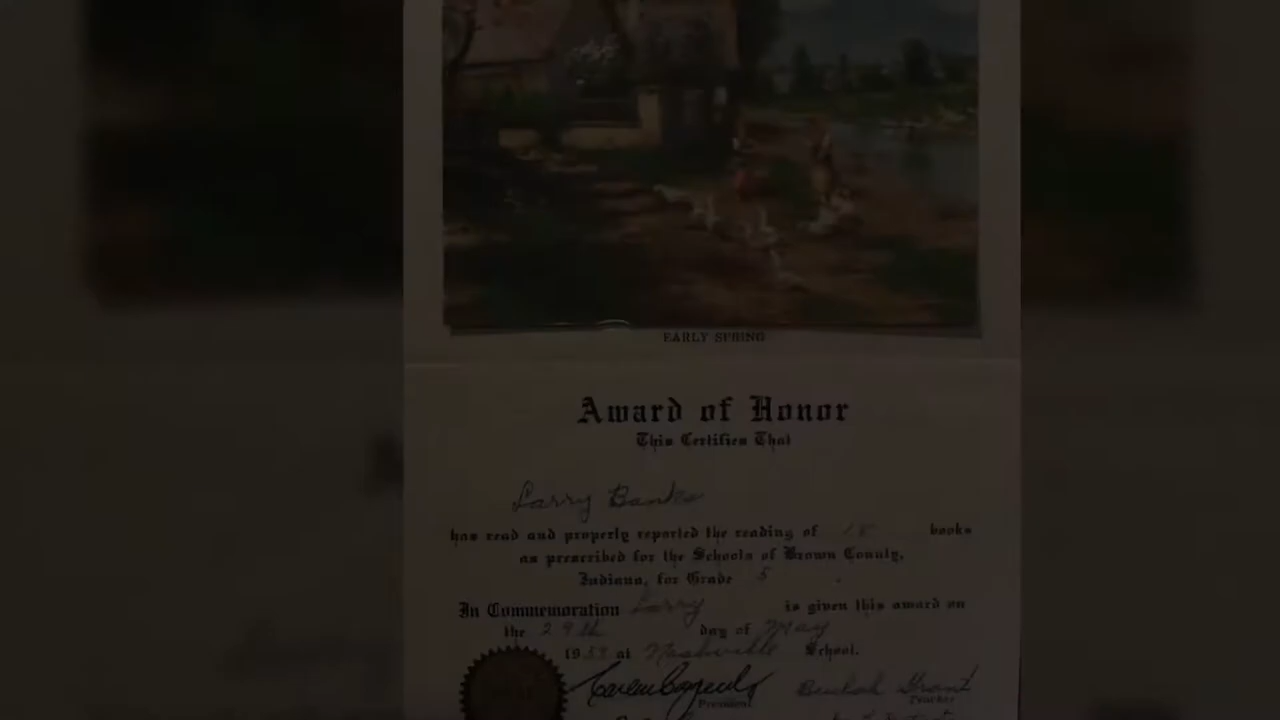 EARLY SPRING
Award of Honor
This Certifies That
Larry Banks
has read and properly reported the reading of 18 books
as prescribed for the Schools of Brown County,
Indiana, for Grade 5
In Commemoration Larry is given this award on
the 29th day of May
19 at Nashville School.
President
Grant
Teacher